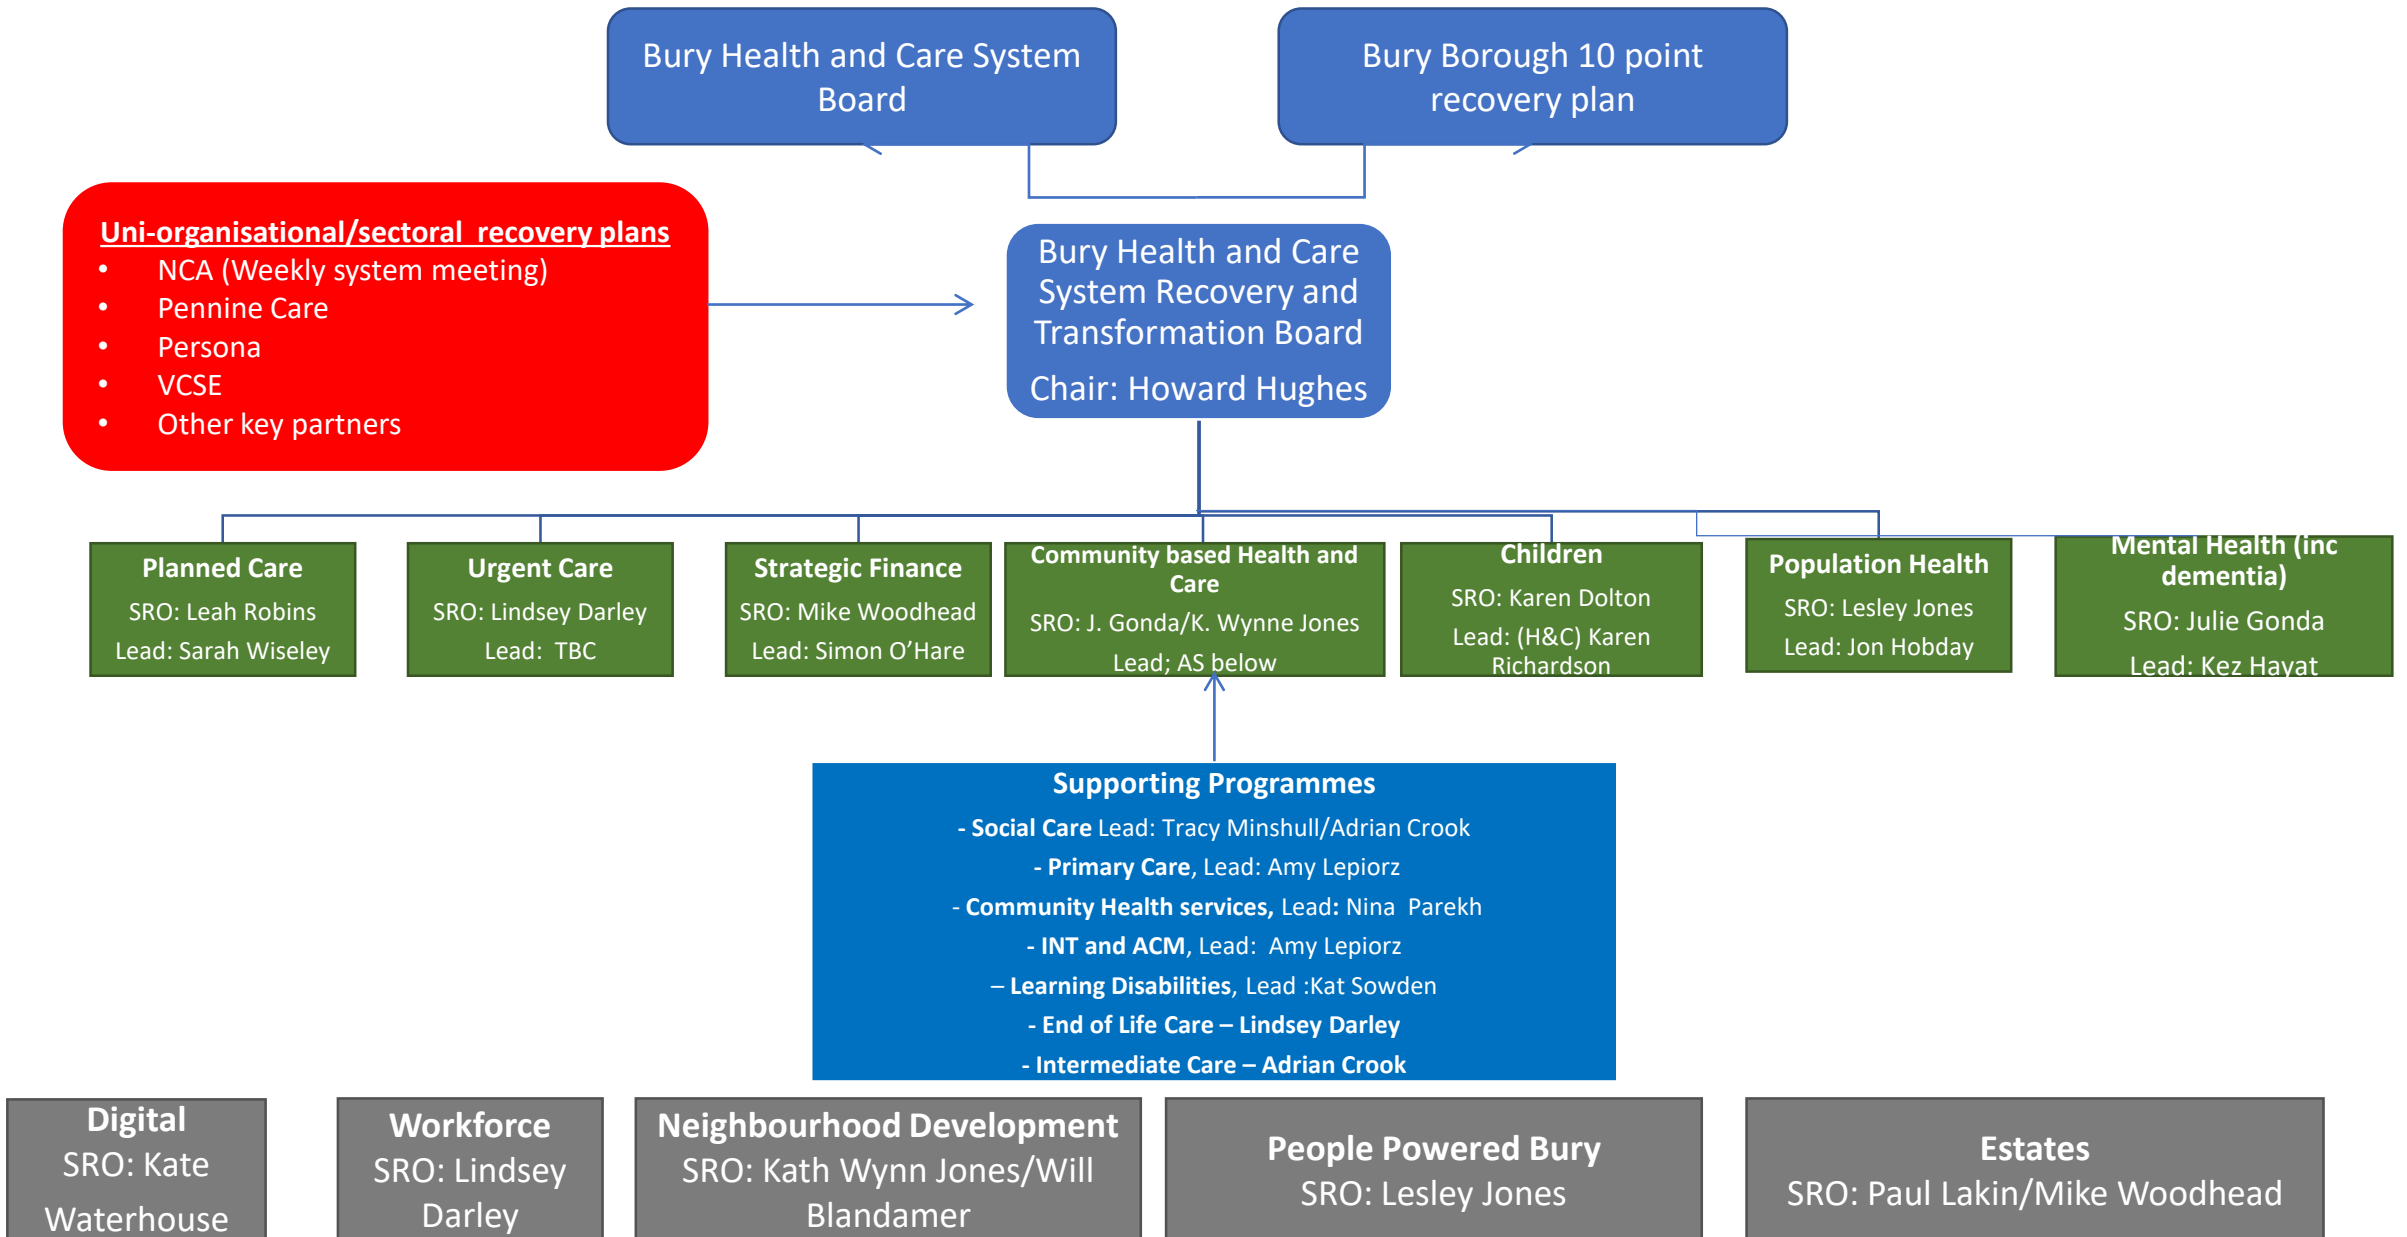 Bury Health and Care System
Board
Bury Borough 10 point
recovery plan
Uni-organisational/sectoral recovery plans
• NCA (Weekly system meeting)
• Pennine Care
• Persona
• VCSE
• Other key partners
Bury Health and Care
System Recovery and
Transformation Board
Chair: Howard Hughes
Planned Care
SRO: Leah Robins
Lead: Sarah Wiseley
Urgent Care
SRO: Lindsey Darley
Lead: TBC
Strategic Finance
SRO: Mike Woodhead
Lead: Simon O’Hare
Community based Health and
Care
SRO: J. Gonda/K. Wynne Jones
Lead; AS below
Children
SRO: Karen Dolton
Lead: (H&C) Karen
Richardson
Population Health
SRO: Lesley Jones
Lead: Jon Hobday
Mental Health (inc
dementia)
SRO: Julie Gonda
Lead: Kez Hayat
Supporting Programmes
- Social Care Lead: Tracy Minshull/Adrian Crook
- Primary Care, Lead: Amy Lepiorz
- Community Health services, Lead: Nina Parekh
- INT and ACM, Lead: Amy Lepiorz
– Learning Disabilities, Lead :Kat Sowden
- End of Life Care – Lindsey Darley
- Intermediate Care – Adrian Crook
Digital
SRO: Kate
Waterhouse
Workforce
SRO: Lindsey
Darley
Neighbourhood Development
SRO: Kath Wynn Jones/Will
Blandamer
People Powered Bury
SRO: Lesley Jones
Estates
SRO: Paul Lakin/Mike Woodhead